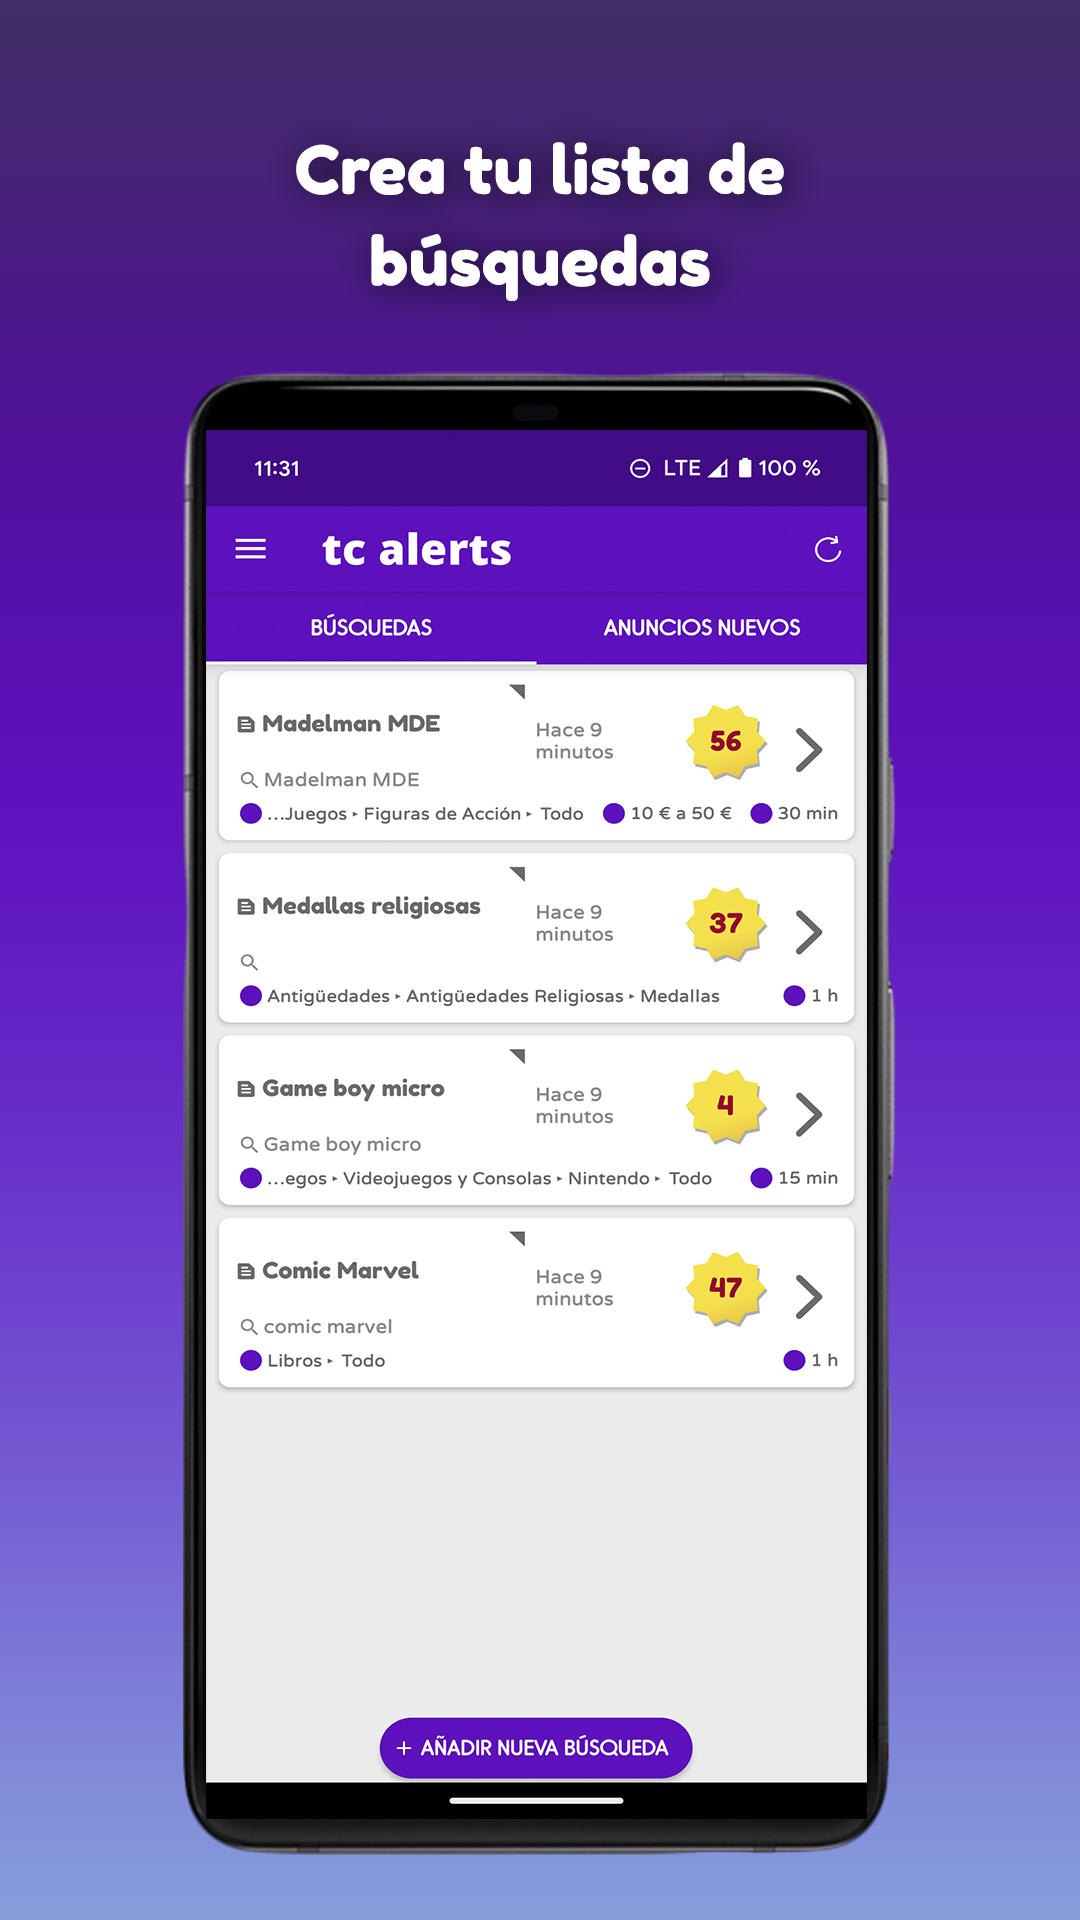 Crea tu lista de
búsquedas
11:31 LTE 100 %
tc alerts
BÚSQUEDAS ANUNCIOS NUEVOS
Madelman MDE
Hace 9
minutos
56
Madelman MDE
...Juegos ‣ Figuras de Acción ‣ Todo 10 € a 50 € 30 min
Medallas religiosas
Hace 9
minutos
37
Antigüedades ‣ Antigüedades Religiosas ‣ Medallas 1 h
Game boy micro
Hace 9
minutos
4
Game boy micro
...egos ‣ Videojuegos y Consolas ‣ Nintendo ‣ Todo 15 min
Comic Marvel
Hace 9
minutos
47
comic marvel
Libros ‣ Todo 1 h
+ AÑADIR NUEVA BÚSQUEDA